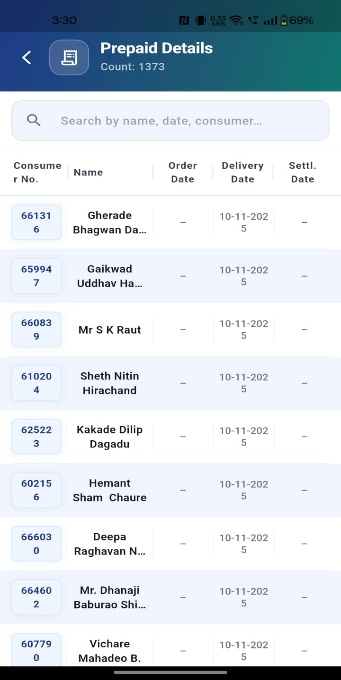 3:30
0.33
KB/S
69%
Prepaid Details
Count: 1373
Search by name, date, consumer...
Consume
r No.
Name
Order
Date
Delivery
Date
Settl.
Date
66131
6
Gherade
Bhagwan Da...
–
10-11-202
5
–
65994
7
Gaikwad
Uddhav Ha...
–
10-11-202
5
–
66083
9
Mr S K Raut
–
10-11-202
5
–
61020
4
Sheth Nitin
Hirachand
–
10-11-202
5
–
62522
3
Kakade Dilip
Dagadu
–
10-11-202
5
–
60215
6
Hemant
Sham  Chaure
–
10-11-202
5
–
66603
0
Deepa
Raghavan N...
–
10-11-202
5
–
66460
2
Mr. Dhanaji
Baburao Shi...
–
10-11-202
5
–
60779
0
Vichare
Mahadeo B.
–
10-11-202
5
–